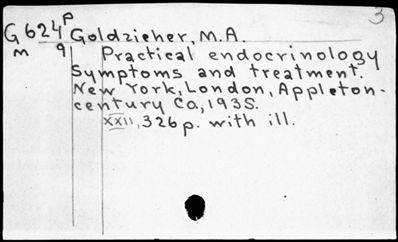 3
G624P Goldzieher, M.A.
m 9 Practical endocrinology
Symptoms and treatment.
New York, London, Appleton-
century Co, 1935.
xxii, 326 p. with ill.